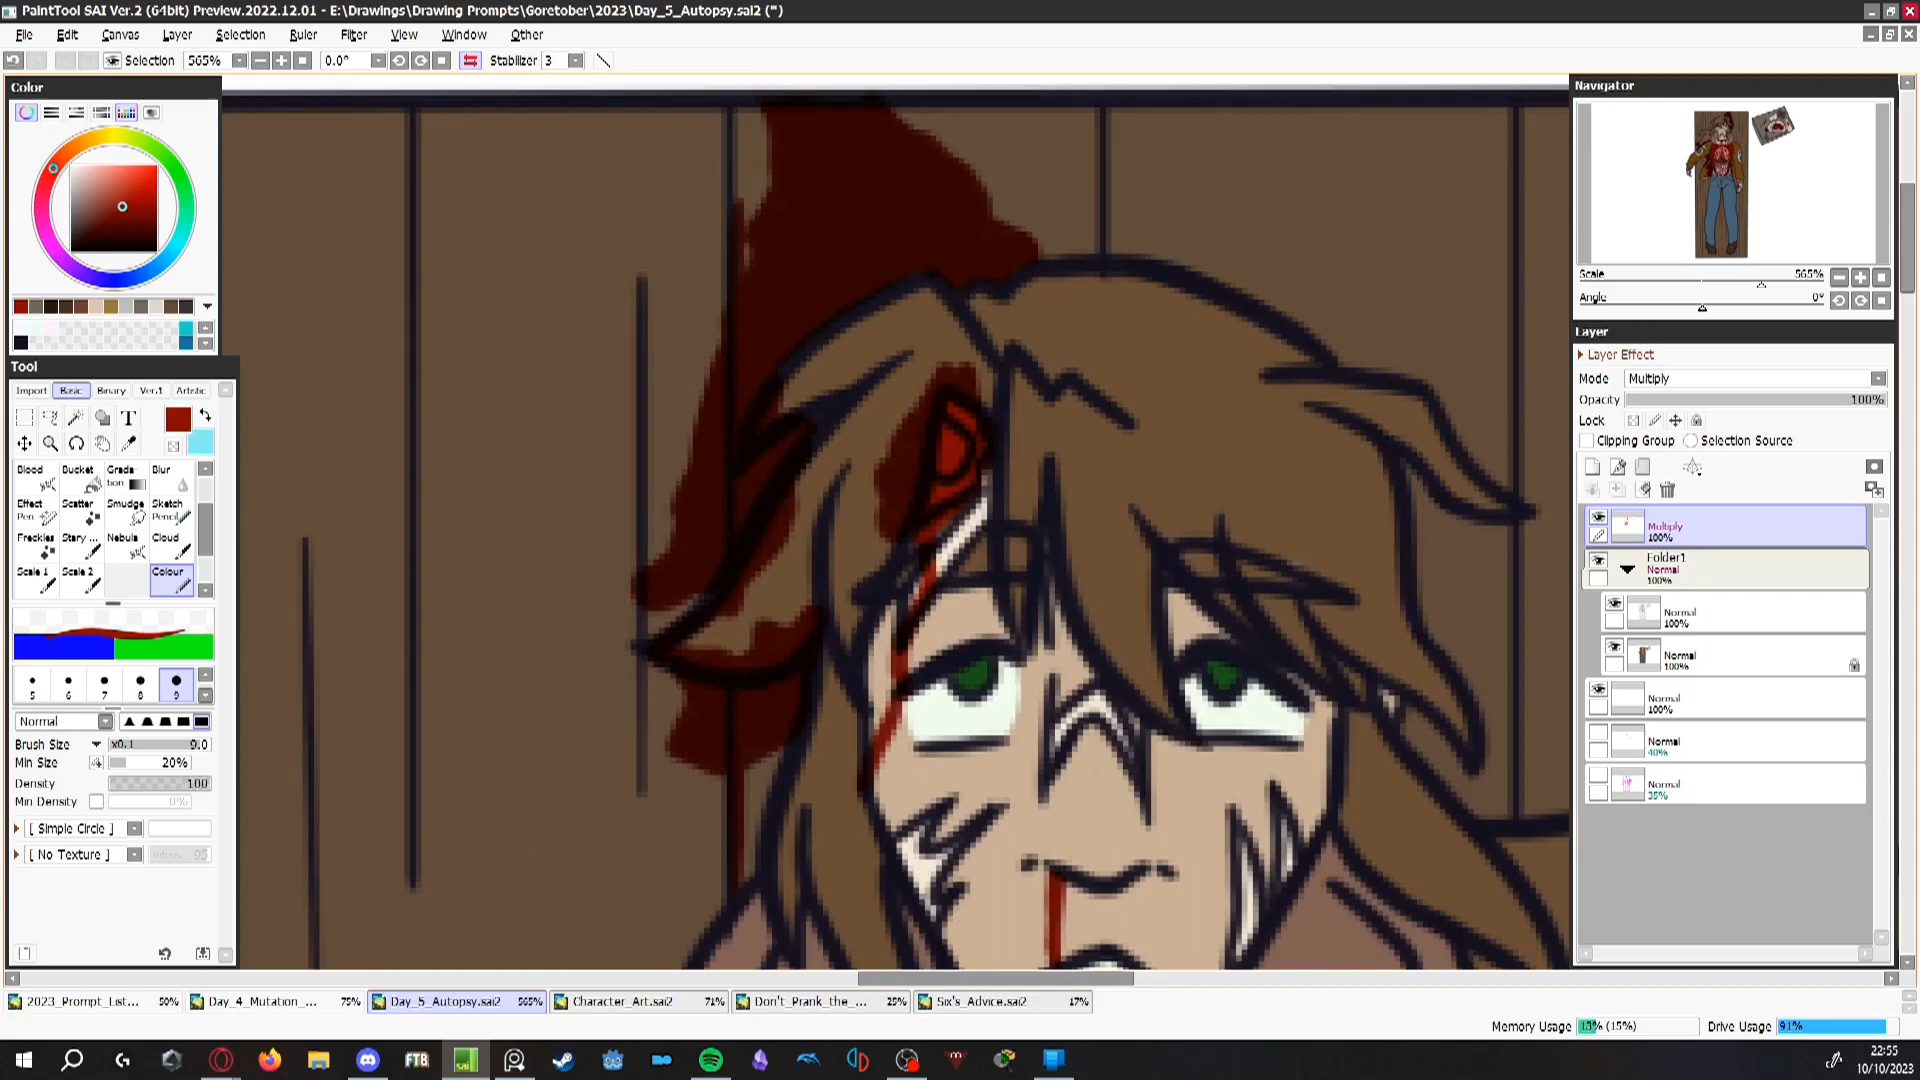 PaintTool SAI Ver.2 (64bit) Preview.2022.12.01 - E:\Drawings\Drawing Prompts\Goretober\2023\Day_5_Autopsy.sai2 (*)
File Edit Canvas Layer Selection Ruler Filter View Window Other
Selection 565% 0.0° Stabilizer 3
Color
Tool
Import Basic Binary Ver.1 Artistic
T
Blood Bucket Grada-tion Blur
Effect Pen Scatter Smudge Sketch Pencil
Freckles Stary ... Nebula Cloud
Scale 1 Scale 2 Colour
5 6 7 8 9
Normal
Brush Size x0.1 9.0
Min Size 20%
Density 100
Min Density 0%
[ Simple Circle ]
[ No Texture ] 95
Navigator
Scale 565%
Angle 0°
Layer
Layer Effect
Mode Multiply
Opacity 100%
Lock
Clipping Group Selection Source
Multiply
100%
Folder1
Normal
100%
Normal
100%
Normal
100%
Normal
100%
Normal
40%
Normal
35%
2023_Prompt_List... 50% Day_4_Mutation_... 75% Day_5_Autopsy.sai2 565% Character_Art.sai2 71% Don't_Prank_the_... 25% Six's_Advice.sai2 17%
Memory Usage 13% (15%) Drive Usage 91%
FTB
sai
22:55
10/10/2023